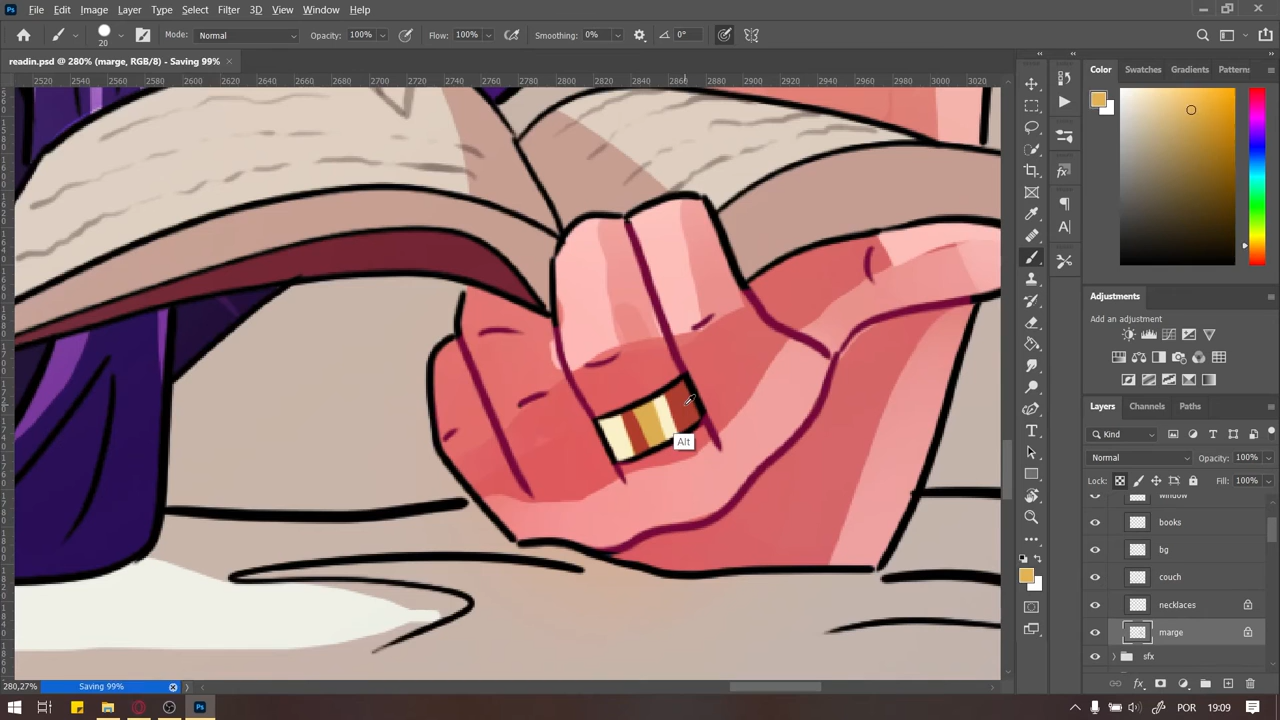 Ps File Edit Image Layer Type Select Filter 3D View Window Help
20 Mode: Normal Opacity: 100% Flow: 100% Smoothing: 0% 0°
readin.psd @ 280% (marge, RGB/8) - Saving 99%
2520 2540 2560 2580 2600 2620 2640 2660 2680 2700 2720 2740 2760 2780 2800 2820 2840 2860 2880 2900 2920 2940 2960 2980 3000 3020
Color Swatches Gradients Patterns
Adjustments
Add an adjustment
Layers Channels Paths
Kind
Normal Opacity: 100%
Lock: Fill: 100%
window
books
bg
couch
necklaces
marge
sfx
Alt
280,27% Saving 99%
POR 19:09